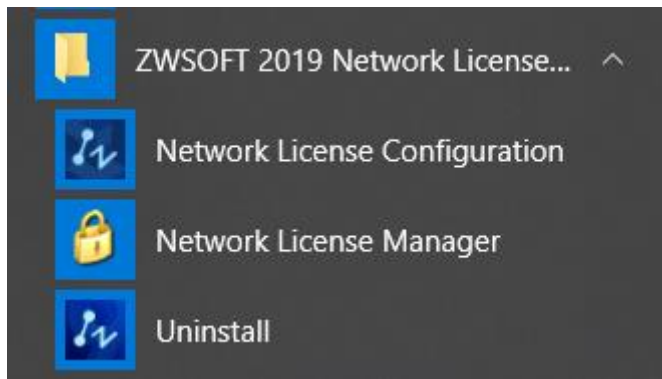 ZWSOFT 2019 Network License...
Network License Configuration
Network License Manager
Uninstall